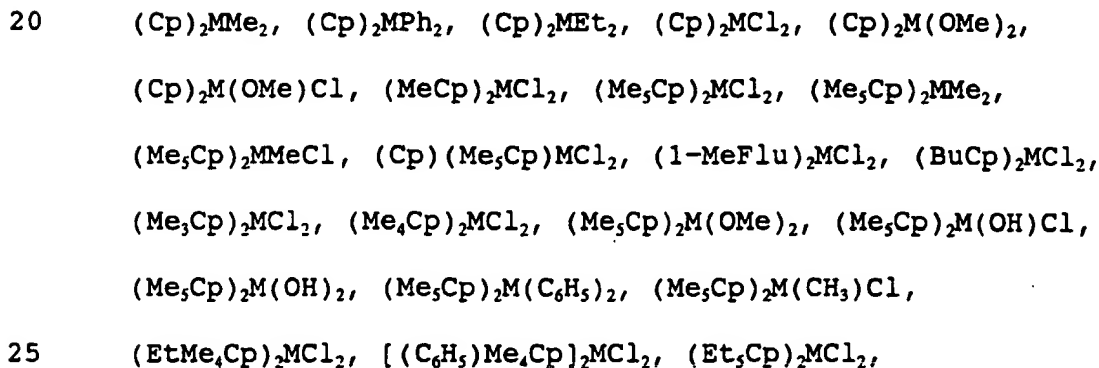 20 (Cp)₂MMe₂, (Cp)₂MPh₂, (Cp)₂MEt₂, (Cp)₂MCl₂, (Cp)₂M(OMe)₂,
(Cp)₂M(OMe)Cl, (MeCp)₂MCl₂, (Me₅Cp)₂MCl₂, (Me₅Cp)₂MMe₂,
(Me₅Cp)₂MMeCl, (Cp)(Me₅Cp)MCl₂, (1-MeFlu)₂MCl₂, (BuCp)₂MCl₂,
(Me₃Cp)₂MCl₂, (Me₄Cp)₂MCl₂, (Me₅Cp)₂M(OMe)₂, (Me₅Cp)₂M(OH)Cl,
(Me₅Cp)₂M(OH)₂, (Me₅Cp)₂M(C₆H₅)₂, (Me₅Cp)₂M(CH₃)Cl,
25 (EtMe₄Cp)₂MCl₂, [(C₆H₅)Me₄Cp]₂MCl₂, (Et₅Cp)₂MCl₂,